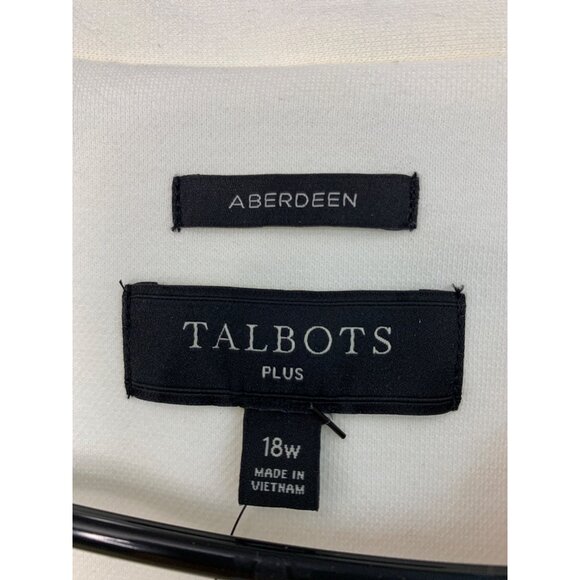 ABERDEEN
TALBOTS
PLUS
18W
MADE IN
VIETNAM